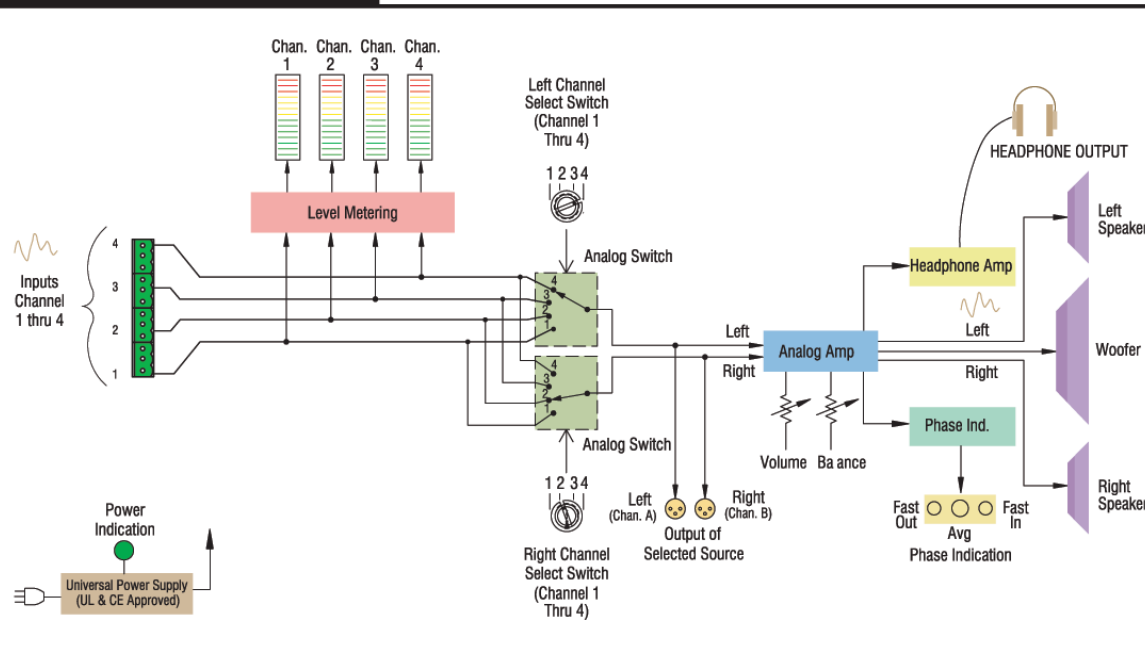 Chan. Chan. Chan. Chan.
1 2 3 4
Level Metering
Inputs
Channel
1 thru 4
4
3
2
1
Left Channel
Select Switch
(Channel 1
Thru 4)
1 2 3 4
Analog Switch
4
3
2
1
4
3
2
1
Analog Switch
1 2 3 4
Right Channel
Select Switch
(Channel 1
Thru 4)
Left
Right
Left
(Chan. A)
Right
(Chan. B)
Output of
Selected Source
Analog Amp
Volume
Ba ance
HEADPHONE OUTPUT
Headphone Amp
Left
Right
Left
Speaker
Woofer
Right
Speaker
Phase Ind.
Fast
Out
Fast
In
Avg
Phase Indication
Power
Indication
Universal Power Supply
(UL & CE Approved)